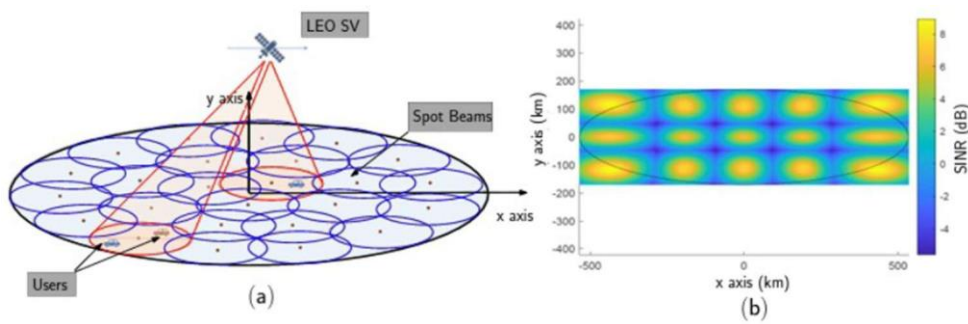 LEO SV
y axis
Spot Beams
x axis
Users
(a)
400
300
200
100
0
-100
-200
-300
-400
y axis (km)
-500
0
500
x axis (km)
8
6
4
2
0
-2
-4
SINR (dB)
(b)